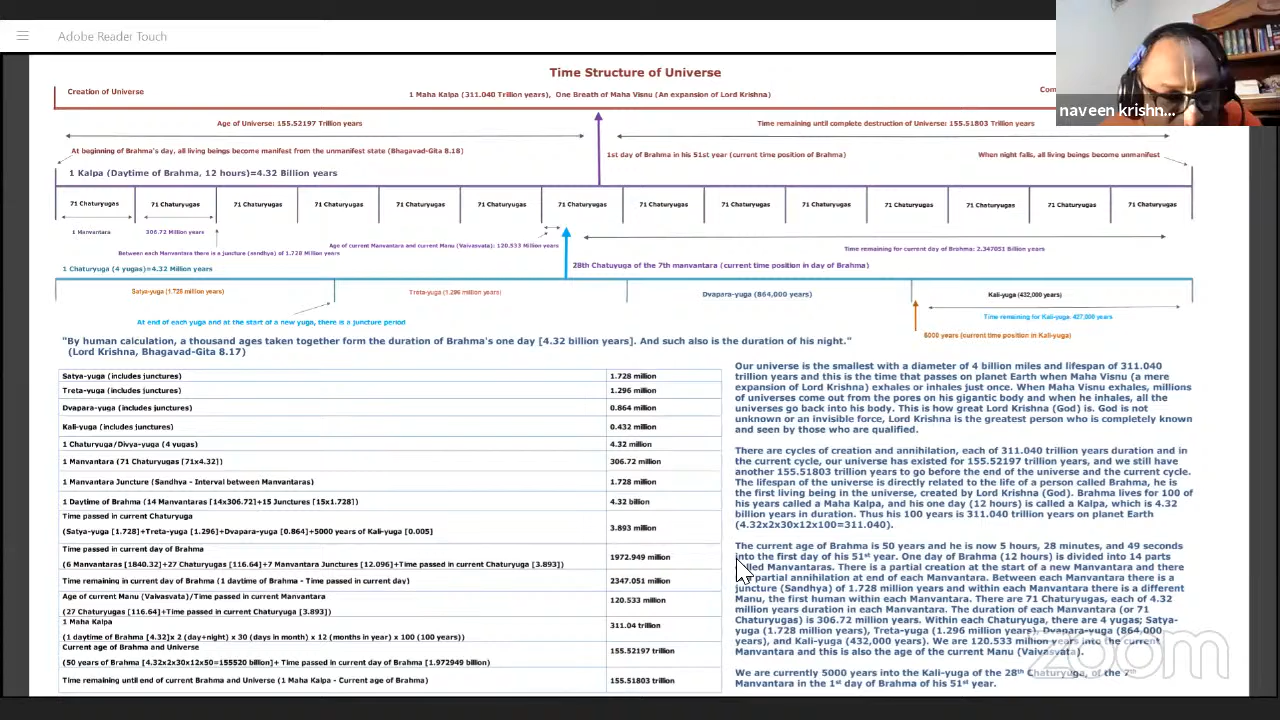 Adobe Reader Touch
naveen krishn...
Time Structure of Universe
Creation of Universe
1 Maha Kalpa (311.040 Trillion years), One Breath of Maha Visnu (An expansion of Lord Krishna)
Com
Age of Universe: 155.52197 Trillion years
Time remaining until complete destruction of Universe: 155.51803 Trillion years
At beginning of Brahma's day, all living beings become manifest from the unmanifest state (Bhagavad-Gita 8.18)
1st day of Brahma in his 51st year (current time position of Brahma)
When night falls, all living beings become unmanifest
1 Kalpa (Daytime of Brahma, 12 hours)=4.32 Billion years
71 Chaturyugas 71 Chaturyugas 71 Chaturyugas 71 Chaturyugas 71 Chaturyugas 71 Chaturyugas 71 Chaturyugas 71 Chaturyugas 71 Chaturyugas 71 Chaturyugas 71 Chaturyugas 71 Chaturyugas 71 Chaturyugas 71 Chaturyugas
1 Manvantara
306.72 Million years
Age of current Manvantara and current Manu (Vaivasvata): 120.533 Million years
Time remaining for current day of Brahma: 2.347051 Billion years
Between each Manvantara there is a juncture (sandhya) of 1.728 Million years
1 Chaturyuga (4 yugas)=4.32 Million years
28th Chatuyuga of the 7th manvantara (current time position in day of Brahma)
Satya-yuga (1.728 million years)
Treta-yuga (1.296 million years)
Dvapara-yuga (864,000 years)
Kali-yuga (432,000 years)
Time remaining for Kali-yuga. 427,000 years
At end of each yuga and at the start of a new yuga, there is a juncture period
5000 years (current time position in Kali-yuga)
"By human calculation, a thousand ages taken together form the duration of Brahma's one day [4.32 billion years]. And such also is the duration of his night."
(Lord Krishna, Bhagavad-Gita 8.17)
Satya-yuga (includes junctures) 1.728 million
Treta-yuga (includes junctures) 1.296 million
Dvapara-yuga (includes junctures) 0.864 million
Kali-yuga (includes junctures) 0.432 million
1 Chaturyuga/Divya-yuga (4 yugas) 4.32 million
1 Manvantara (71 Chaturyugas [71x4.32]) 306.72 million
1 Manvantara Juncture (Sandhya - Interval between Manvantaras) 1.728 million
1 Daytime of Brahma (14 Manvantaras [14x306.72]+15 Junctures [15x1.728]) 4.32 billion
Time passed in current Chaturyuga
(Satya-yuga [1.728]+Treta-yuga [1.296]+Dvapara-yuga [0.864]+5000 years of Kali-yuga [0.005] 3.893 million
Time passed in current day of Brahma
(6 Manvantaras [1840.32]+27 Chaturyugas [116.64]+7 Manvantara Junctures [12.096]+Time passed in current Chaturyuga [3.893]) 1972.949 million
Time remaining in current day of Brahma (1 daytime of Brahma - Time passed in current day) 2347.051 million
Age of current Manu (Vaivasvata)/Time passed in current Manvantara
(27 Chaturyugas [116.64]+Time passed in current Chaturyuga [3.893]) 120.533 million
1 Maha Kalpa
(1 daytime of Brahma [4.32]x 2 (day+night) x 30 (days in month) x 12 (months in year) x 100 (100 years)) 311.04 trillion
Current age of Brahma and Universe
(50 years of Brahma [4.32x2x30x12x50=155520 billion]+ Time passed in current day of Brahma [1.972949 billion) 155.52197 trillion
Time remaining until end of current Brahma and Universe (1 Maha Kalpa - Current age of Brahma) 155.51803 trillion
Our universe is the smallest with a diameter of 4 billion miles and lifespan of 311.040
trillion years and this is the time that passes on planet Earth when Maha Visnu (a mere
expansion of Lord Krishna) exhales or inhales just once. When Maha Visnu exhales, millions
of universes come out from the pores on his gigantic body and when he inhales, all the
universes go back into his body. This is how great Lord Krishna (God) is. God is not
unknown or an invisible force, Lord Krishna is the greatest person who is completely known
and seen by those who are qualified.
There are cycles of creation and annihilation, each of 311.040 trillion years duration and in
the current cycle, our universe has existed for 155.52197 trillion years, and we still have
another 155.51803 trillion years to go before the end of the universe and the current cycle.
The lifespan of the universe is directly related to the life of a person called Brahma, he is
the first living being in the universe, created by Lord Krishna (God). Brahma lives for 100 of
his years called a Maha Kalpa, and his one day (12 hours) is called a Kalpa, which is 4.32
billion years in duration. Thus his 100 years is 311.040 trillion years on planet Earth
(4.32x2x30x12x100=311.040).
The current age of Brahma is 50 years and he is now 5 hours, 28 minutes, and 49 seconds
into the first day of his 51st year. One day of Brahma (12 hours) is divided into 14 parts
lled Manvantaras. There is a partial creation at the start of a new Manvantara and there
partial annihilation at end of each Manvantara. Between each Manvantara there is a
juncture (Sandhya) of 1.728 million years and within each Manvantara there is a different
Manu, the first human within each Manvantara. There are 71 Chaturyugas, each of 4.32
million years duration in each Manvantara. The duration of each Manvantara (or 71
Chaturyugas) is 306.72 million years. Within each Chaturyuga, there are 4 yugas; Satya-
yuga (1.728 million years), Treta-yuga (1.296 million years), Dvapara-yuga (864,000
years), and Kali-yuga (432,000 years). We are 120.533 million years into the current
Manvantara and this is also the age of the current Manu (Vaivasvata).
We are currently 5000 years into the Kali-yuga of the 28th Chaturyuga, of the 7th
Manvantara in the 1st day of Brahma of his 51st year.
zoom